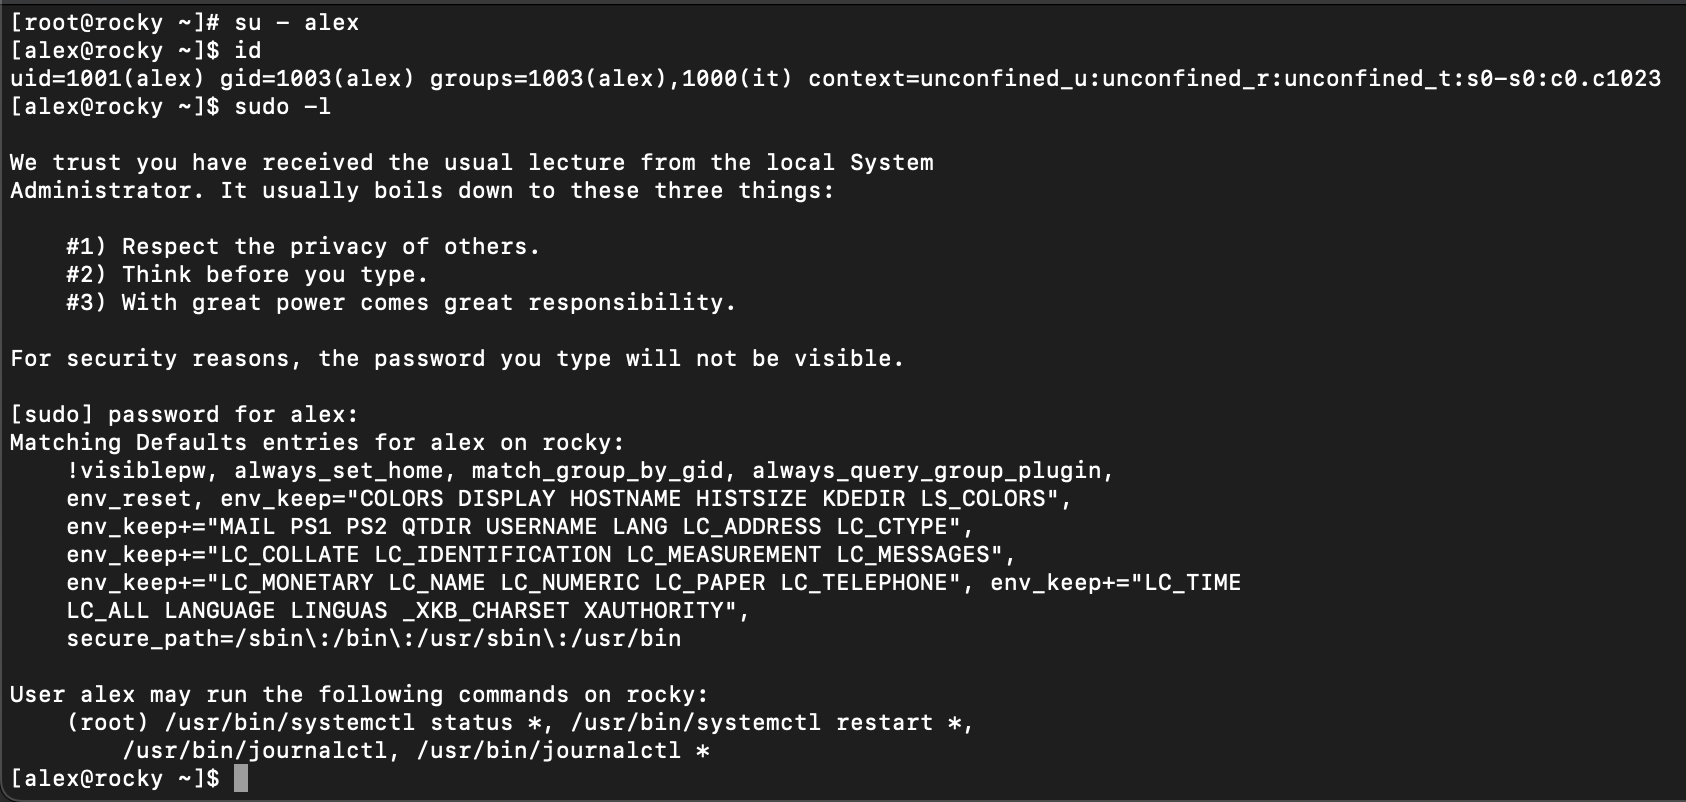 [root@rocky ~]# su - alex
[alex@rocky ~]$ id
uid=1001(alex) gid=1003(alex) groups=1003(alex),1000(it) context=unconfined_u:unconfined_r:unconfined_t:s0-s0:c0.c1023
[alex@rocky ~]$ sudo -l

We trust you have received the usual lecture from the local System
Administrator. It usually boils down to these three things:

    #1) Respect the privacy of others.
    #2) Think before you type.
    #3) With great power comes great responsibility.

For security reasons, the password you type will not be visible.

[sudo] password for alex:
Matching Defaults entries for alex on rocky:
    !visiblepw, always_set_home, match_group_by_gid, always_query_group_plugin,
    env_reset, env_keep="COLORS DISPLAY HOSTNAME HISTSIZE KDEDIR LS_COLORS",
    env_keep+="MAIL PS1 PS2 QTDIR USERNAME LANG LC_ADDRESS LC_CTYPE",
    env_keep+="LC_COLLATE LC_IDENTIFICATION LC_MEASUREMENT LC_MESSAGES",
    env_keep+="LC_MONETARY LC_NAME LC_NUMERIC LC_PAPER LC_TELEPHONE", env_keep+="LC_TIME
    LC_ALL LANGUAGE LINGUAS _XKB_CHARSET XAUTHORITY",
    secure_path=/sbin\:/bin\:/usr/sbin\:/usr/bin

User alex may run the following commands on rocky:
    (root) /usr/bin/systemctl status *, /usr/bin/systemctl restart *,
        /usr/bin/journalctl, /usr/bin/journalctl *
[alex@rocky ~]$